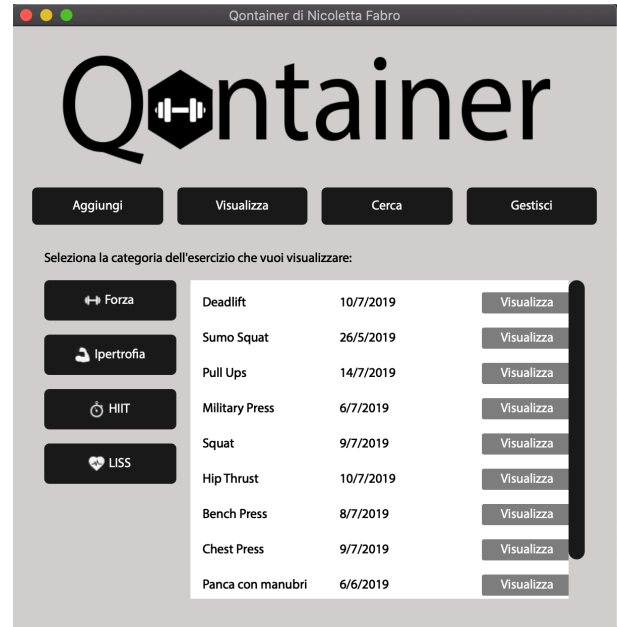 Qontainer di Nicoletta Fabro
Qontainer
Aggiungi Visualizza Cerca Gestisci
Seleziona la categoria dell'esercizio che vuoi visualizzare:
Forza
Ipertrofia
HIIT
LISS
Deadlift 10/7/2019 Visualizza
Sumo Squat 26/5/2019 Visualizza
Pull Ups 14/7/2019 Visualizza
Military Press 6/7/2019 Visualizza
Squat 9/7/2019 Visualizza
Hip Thrust 10/7/2019 Visualizza
Bench Press 8/7/2019 Visualizza
Chest Press 9/7/2019 Visualizza
Panca con manubri 6/6/2019 Visualizza